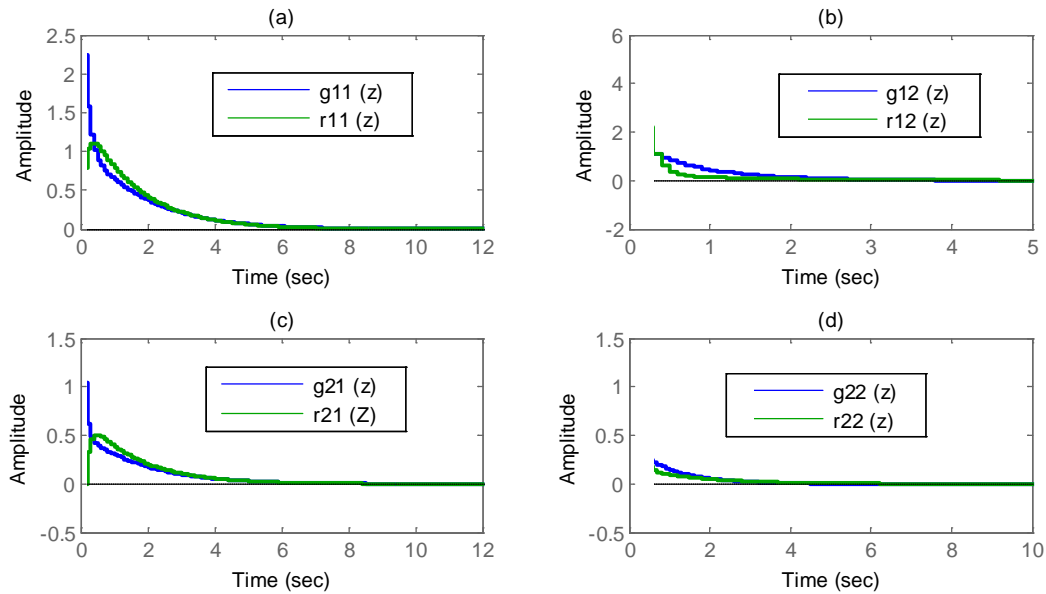 (a)
2.5
2
1.5
1
0.5
0
0 2 4 6 8 10 12
Amplitude
Time (sec)
g11 (z)
r11 (z)
(b)
6
4
2
0
-2
0 1 2 3 4 5
Amplitude
Time (sec)
g12 (z)
r12 (z)
(c)
1.5
1
0.5
0
-0.5
0 2 4 6 8 10 12
Amplitude
Time (sec)
g21 (z)
r21 (Z)
(d)
1.5
1
0.5
0
-0.5
0 2 4 6 8 10
Amplitude
Time (sec)
g22 (z)
r22 (z)